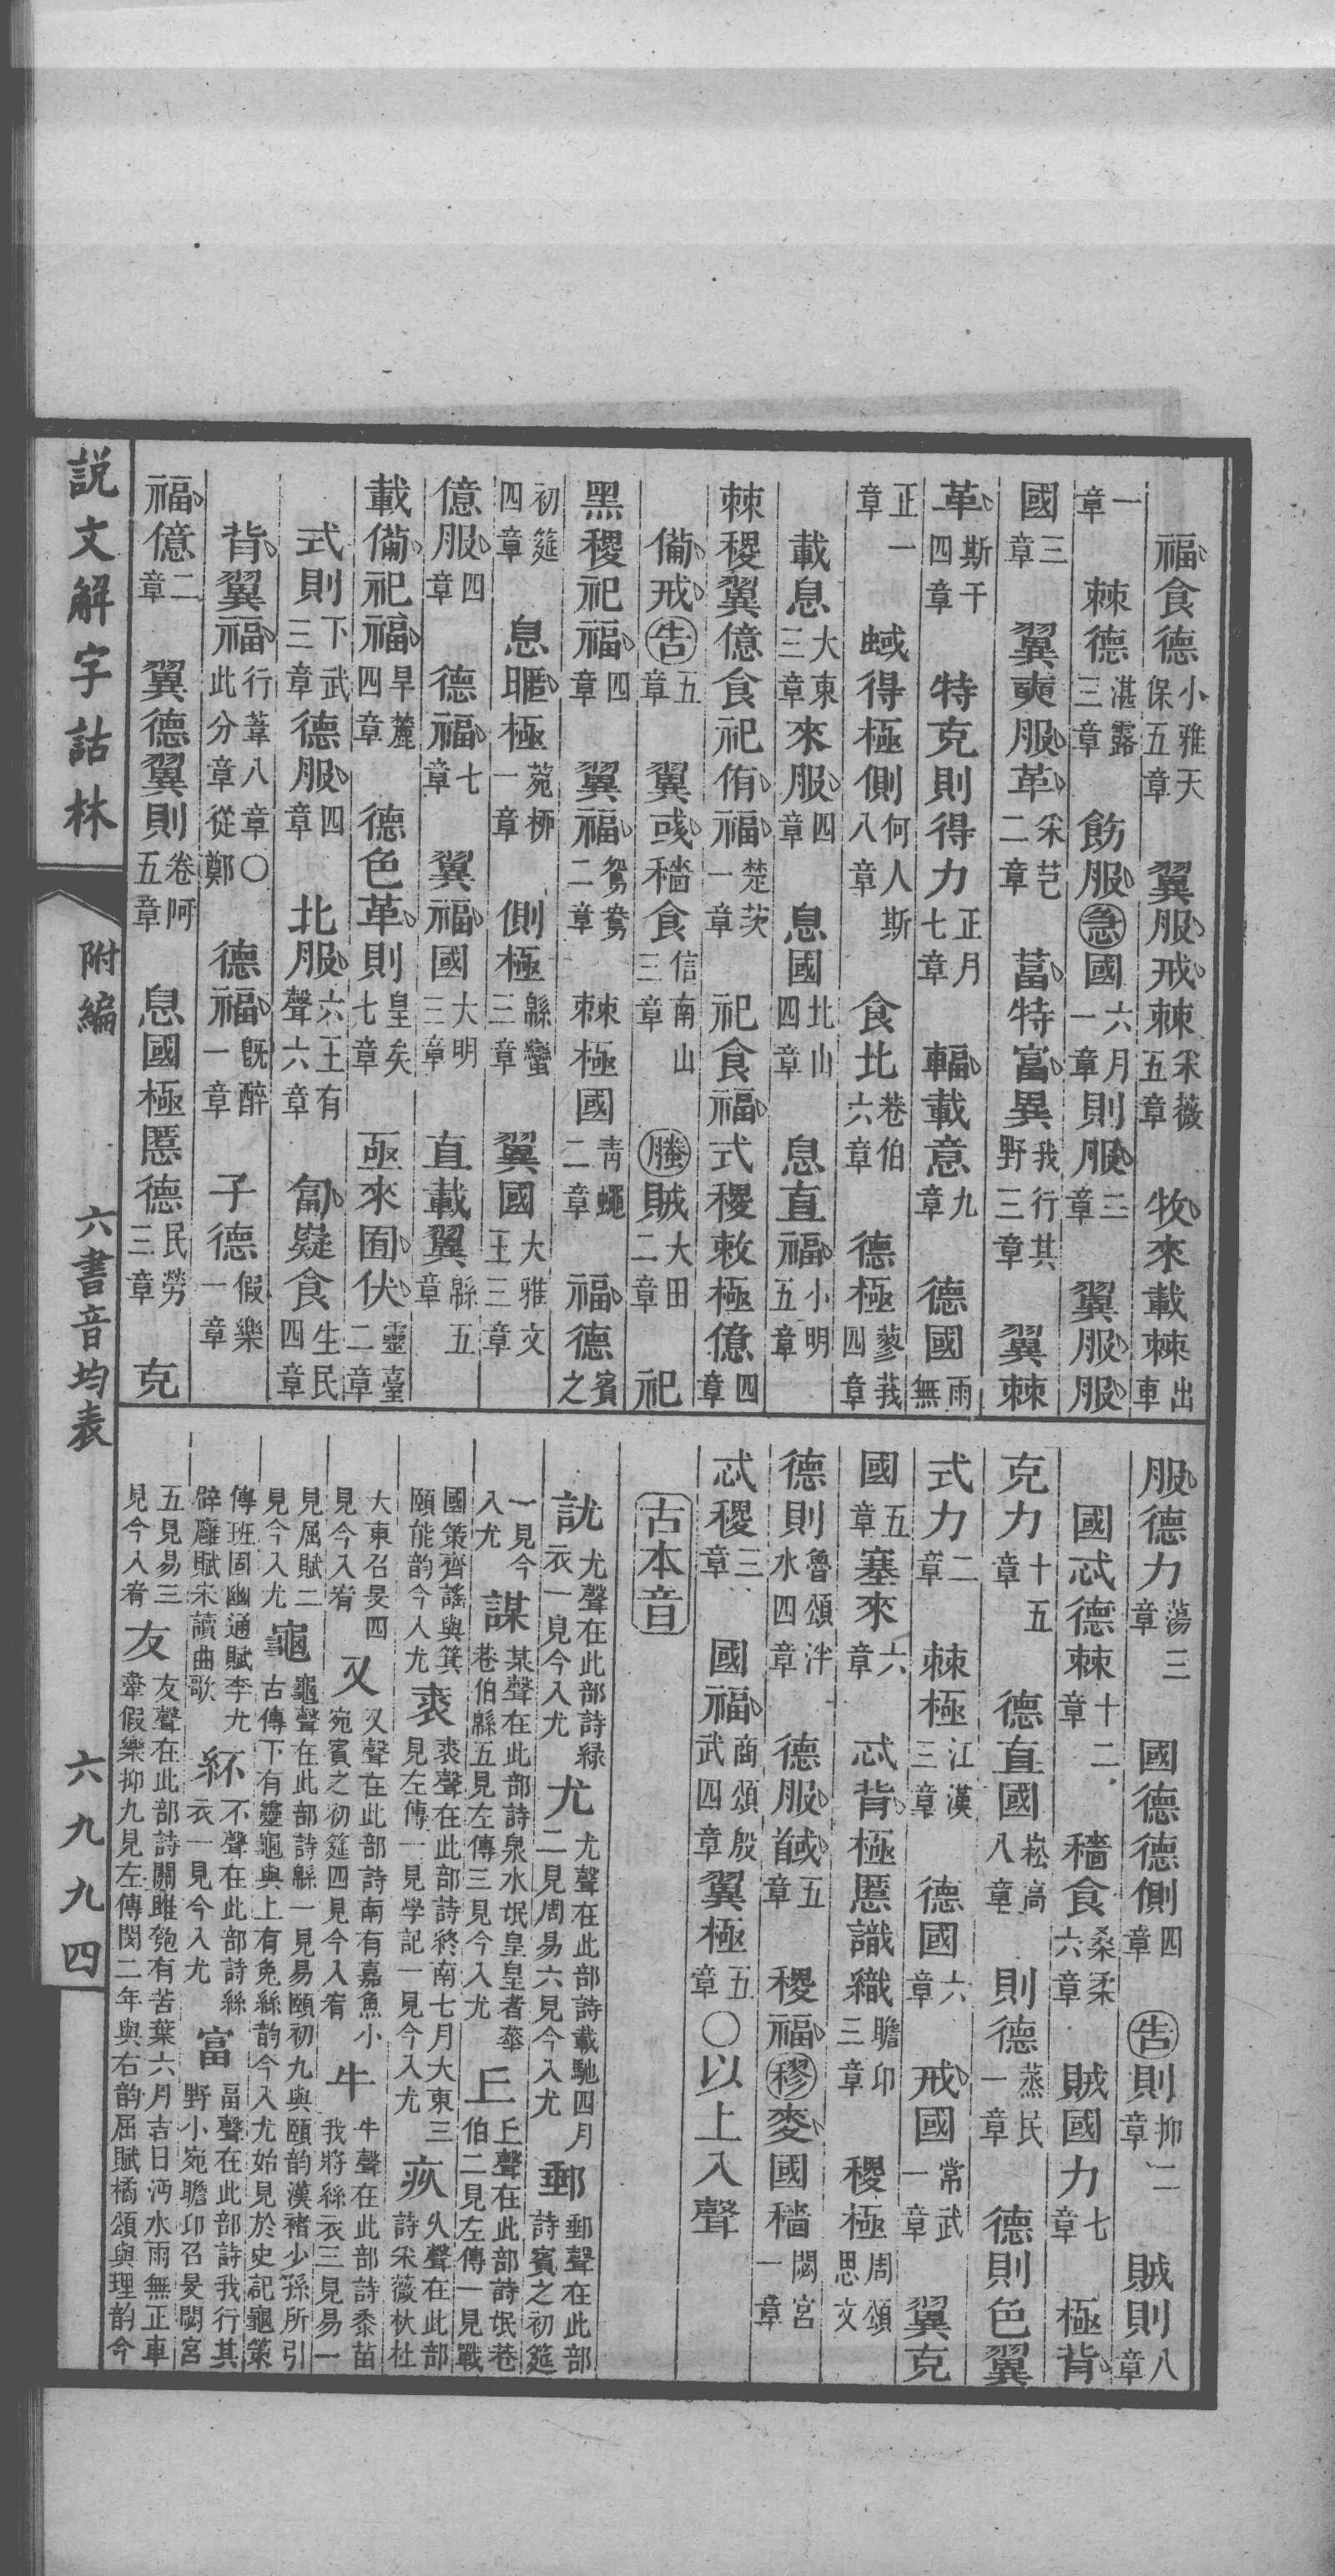 福食德小雅天保五章　翼服戒棘采薇五章　牧來載棘出車
一章　棘德湛露三章　飭服急國六月一章則服三章　翼服服
國三章　翼奭服革采芑二章　葍特富異我行其野三章　翼棘
革斯干四章　特克則得力正月七章　輻載意九章　德國雨無
正一章　蜮得極側何人斯八章　食北巷伯六章　德極蓼莪四章
載息大東三章來服四章　息國北山四章　息直福小明五章
棘稷翼億食祀侑福楚茨一章　祀食福式稷敕極億四章
備戒告五章　翼彧穡食信南山三章　螣賊大田二章　祀
黑稷祀福四章　翼福鴛鴦二章　棘極國青蠅二章　福德賓之
初筵四章　息暱極菀栁一章　側極緜蠻三章　翼國大雅文王三章
億服四章　德福七章　翼福國大明三章　直載翼緜五章
載備祀福旱麓四章　德色革則皇矣七章　亟來囿伏靈臺二章
式則下武三章德服四章　北服六章文王有聲　匐嶷食生民四章
背翼福行葦八章○此分章從鄭　德福旣醉一章　子德假樂一章
福億二章　翼德翼則卷阿五章　息國極慝德民勞三章　克
服德力蕩二章　國德德側四章　告則抑二章　賊則八章
國忒德棘十二章　穡食桑柔六章　賊國力七章　極背
克力十五章　德直國崧高八章　則德蒸民一章　德則色翼
式力二章　棘極江漢三章　德國六章　戒國常武一章　翼克
國五章塞來六章　忒背極慝識織瞻卬三章　稷極周頌思文
德則魯頌泮水四章　德服馘五章　稷福穋麥國穡閟宮一章
忒稷三章　國福商頌殷武四章翼極五章○以上入聲
古本音
訧尤聲在此部詩緑衣一見今入尤　尤尤聲在此部詩載馳四月二見周易六見今入尤　郵郵聲在此部詩賓之初筵
一見今入尤　謀某聲在此部詩泉水氓皇皇者華巷伯緜五見左傳三見今入尤　丘丘聲在此部詩氓巷伯二見左傳一見戰
國策齊謠與箕頤能韵今入尤　裘裘聲在此部詩終南七月大東三見左傳一見學記一見今入尤　疚久聲在此部詩采薇杕杜
大東召旻四見今入宥　又又聲在此部詩南有嘉魚小宛賓之初筵四見今入宥　牛牛聲在此部詩黍苗我將絲衣三見易一
見屈賦二見今入尤　龜龜聲在此部詩緜一見易頤初九與頤韵漢褚少孫所引古傳下有蓍龜與上有兔絲韵今入尤始見於史記龜策
傳班固幽通賦李尤辟廱賦宋讀曲歌　紑不聲在此部詩絲衣一見今入尤　富畐聲在此部詩我行其野小宛瞻卬召旻閟宮
五見易三見今入宥　友友聲在此部詩關雎匏有苦葉六月吉日沔水雨無正車舝假樂抑九見左傳閔二年與右韵屈賦橘頌與理韵今
説文解字詁林　附編　六書音均表　六九九四